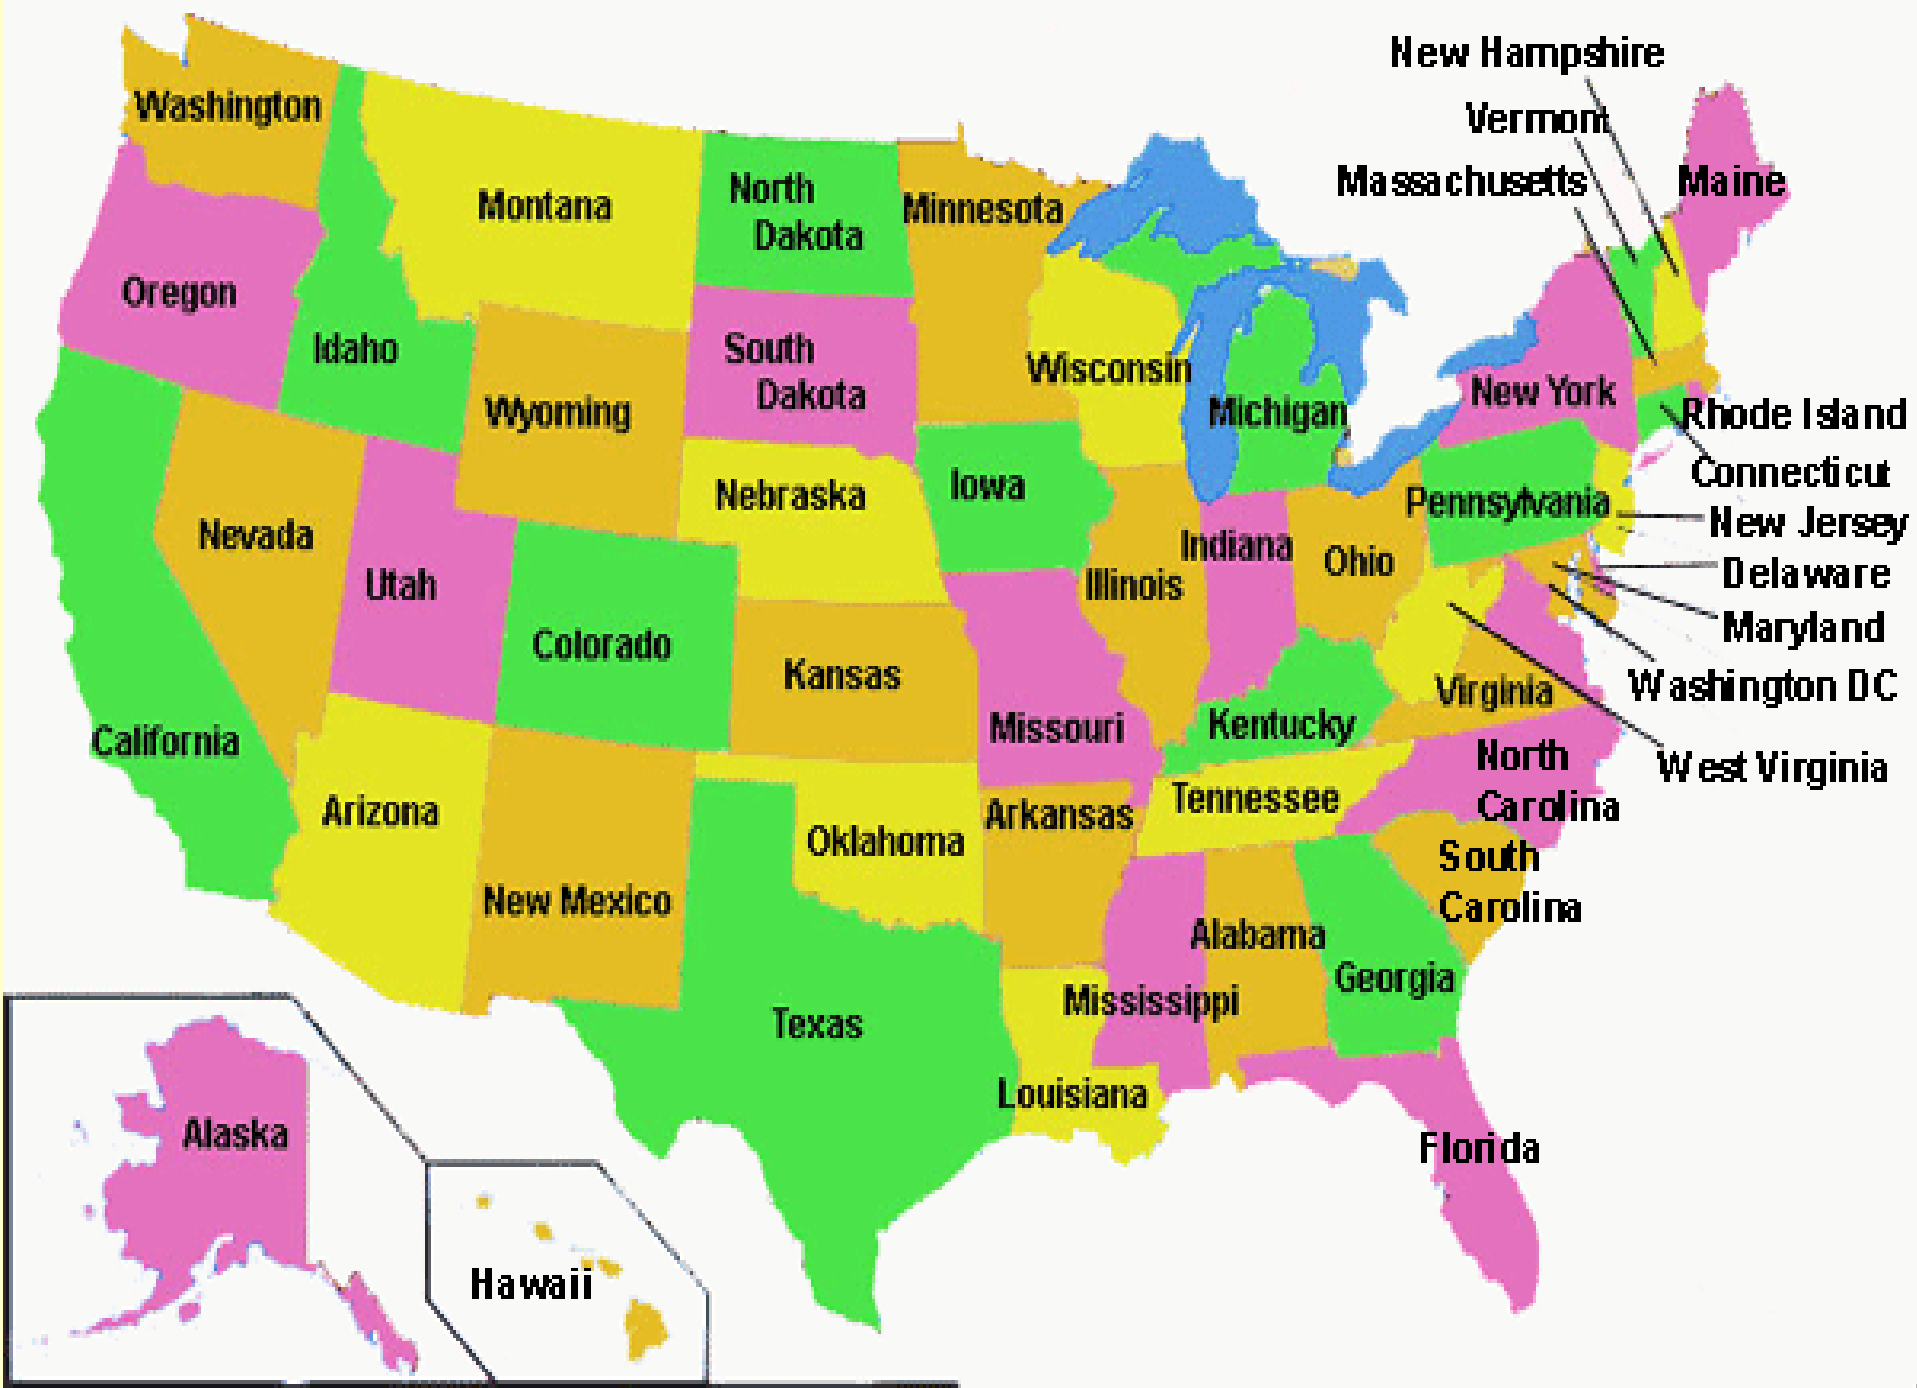 New Hampshire
Vermont
Massachusetts
Maine
Washington
Montana
North
Dakota
Minnesota
Oregon
Idaho
South
Dakota
Wisconsin
Wyoming
Michigan
New York
Rhode Island
Connecticut
Nebraska
Iowa
Pennsylvania
New Jersey
Nevada
Utah
Illinois
Indiana
Ohio
Delaware
Maryland
Colorado
Kansas
Washington DC
Virginia
California
Missouri
Kentucky
West Virginia
North
Carolina
Arizona
Oklahoma
Arkansas
Tennessee
South
Carolina
New Mexico
Alabama
Georgia
Texas
Mississippi
Louisiana
Florida
Alaska
Hawaii